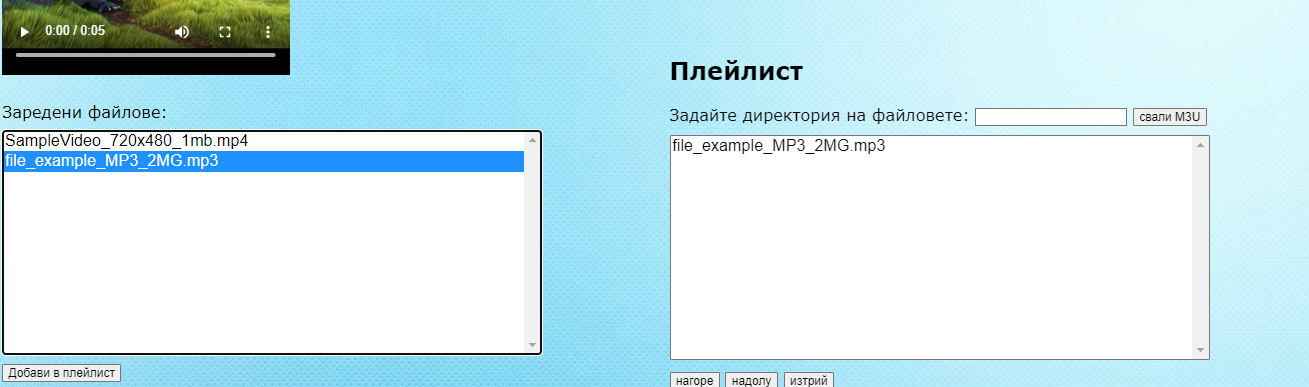 0:00 / 0:05
Заредени файлове:
SampleVideo_720x480_1mb.mp4
file_example_MP3_2MG.mp3
Добави в плейлист
Плейлист
Задайте директория на файловете: свали M3U
file_example_MP3_2MG.mp3
нагоре надолу изтрий